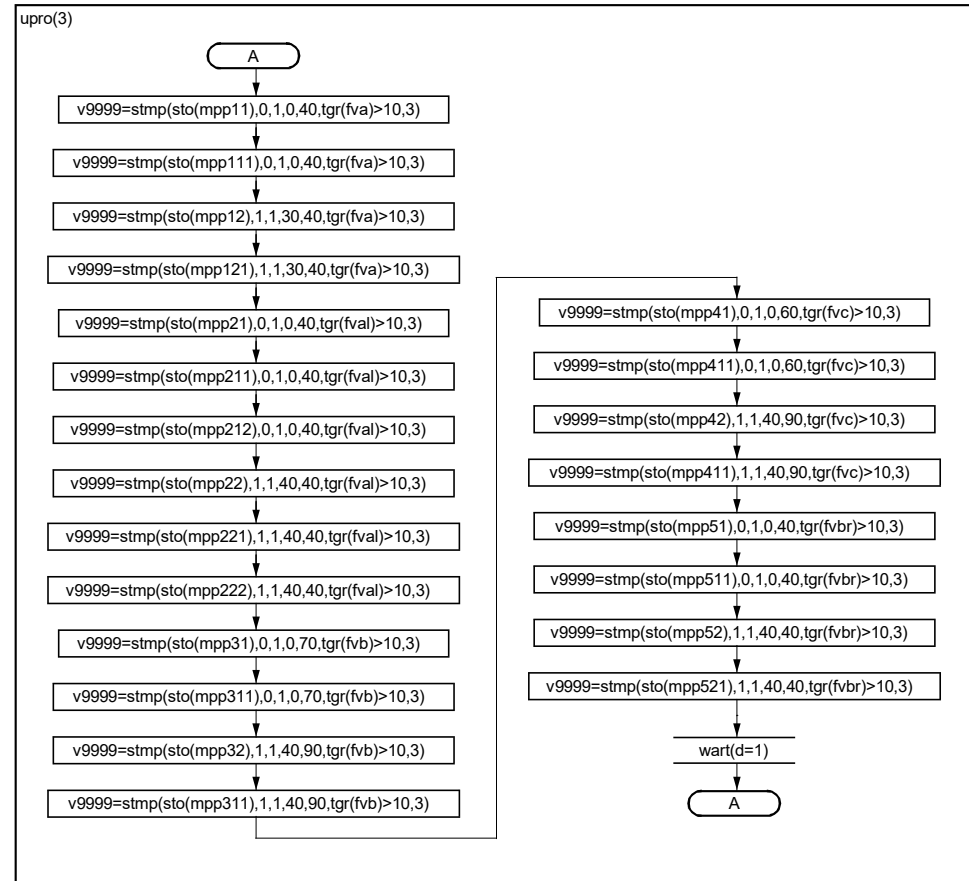 upro(3)
A
v9999=stmp(sto(mpp11),0,1,0,40,tgr(fva)>10,3)
v9999=stmp(sto(mpp111),0,1,0,40,tgr(fva)>10,3)
v9999=stmp(sto(mpp12),1,1,30,40,tgr(fva)>10,3)
v9999=stmp(sto(mpp121),1,1,30,40,tgr(fva)>10,3)
v9999=stmp(sto(mpp21),0,1,0,40,tgr(fval)>10,3)
v9999=stmp(sto(mpp211),0,1,0,40,tgr(fval)>10,3)
v9999=stmp(sto(mpp212),0,1,0,40,tgr(fval)>10,3)
v9999=stmp(sto(mpp22),1,1,40,40,tgr(fval)>10,3)
v9999=stmp(sto(mpp221),1,1,40,40,tgr(fval)>10,3)
v9999=stmp(sto(mpp222),1,1,40,40,tgr(fval)>10,3)
v9999=stmp(sto(mpp31),0,1,0,70,tgr(fvb)>10,3)
v9999=stmp(sto(mpp311),0,1,0,70,tgr(fvb)>10,3)
v9999=stmp(sto(mpp32),1,1,40,90,tgr(fvb)>10,3)
v9999=stmp(sto(mpp311),1,1,40,90,tgr(fvb)>10,3)
v9999=stmp(sto(mpp41),0,1,0,60,tgr(fvc)>10,3)
v9999=stmp(sto(mpp411),0,1,0,60,tgr(fvc)>10,3)
v9999=stmp(sto(mpp42),1,1,40,90,tgr(fvc)>10,3)
v9999=stmp(sto(mpp411),1,1,40,90,tgr(fvc)>10,3)
v9999=stmp(sto(mpp51),0,1,0,40,tgr(fvbr)>10,3)
v9999=stmp(sto(mpp511),0,1,0,40,tgr(fvbr)>10,3)
v9999=stmp(sto(mpp52),1,1,40,40,tgr(fvbr)>10,3)
v9999=stmp(sto(mpp521),1,1,40,40,tgr(fvbr)>10,3)
wart(d=1)
A